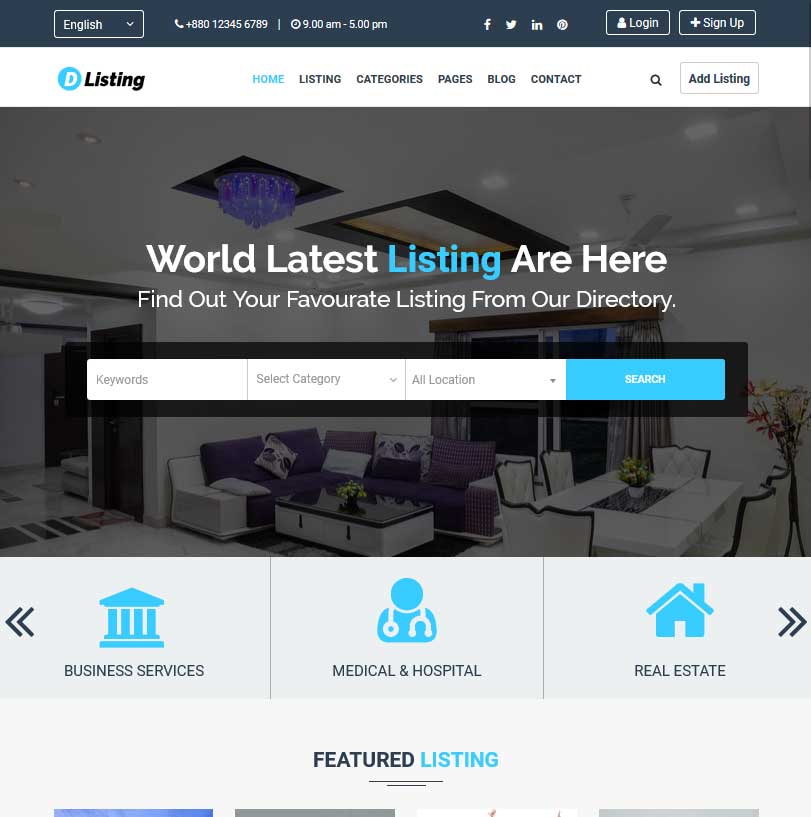 English
+880 12345 6789 | 9.00 am - 5.00 pm
Login
Sign Up
D Listing
HOME LISTING CATEGORIES PAGES BLOG CONTACT
Add Listing
World Latest Listing Are Here
Find Out Your Favourate Listing From Our Directory.
Keywords
Select Category
All Location
SEARCH
BUSINESS SERVICES
MEDICAL & HOSPITAL
REAL ESTATE
FEATURED LISTING